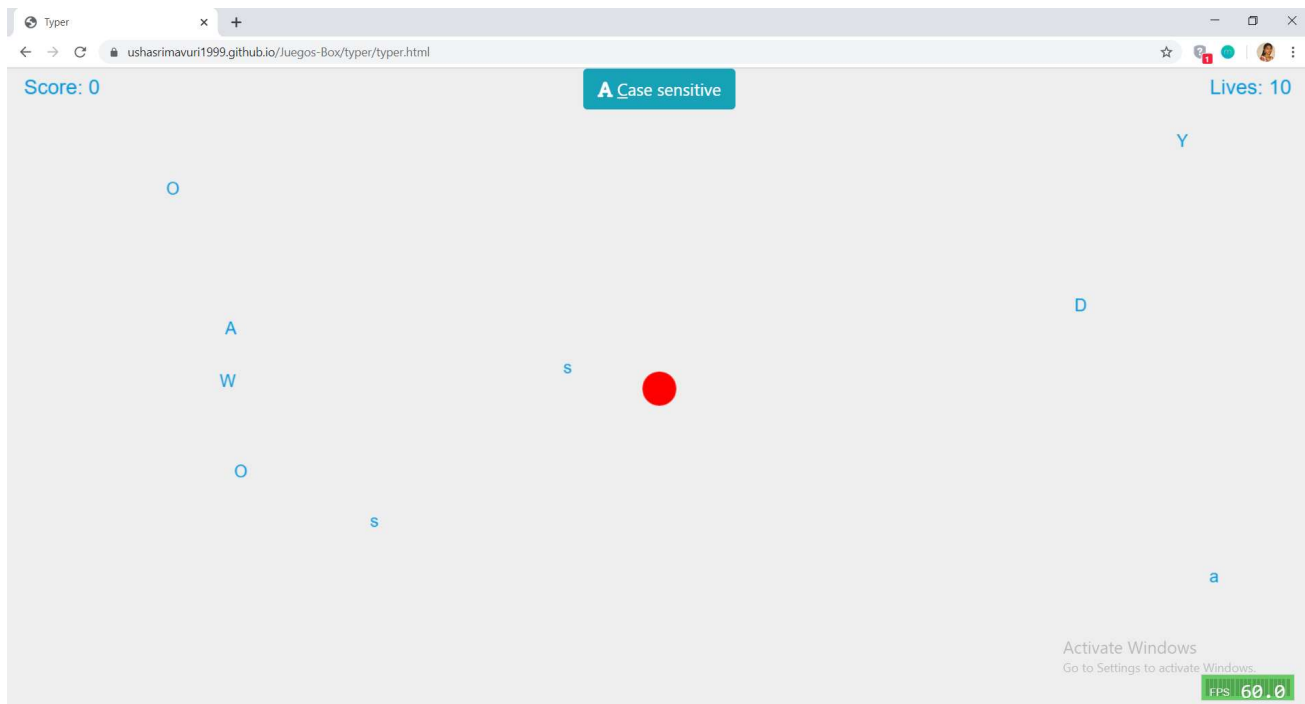 Typer
ushasrimavuri1999.github.io/Juegos-Box/typer/typer.html
1
Score: 0
A Case sensitive
Lives: 10
Y
O
D
A
s
W
O
s
a
Activate Windows
Go to Settings to activate Windows.
FPS 60.0